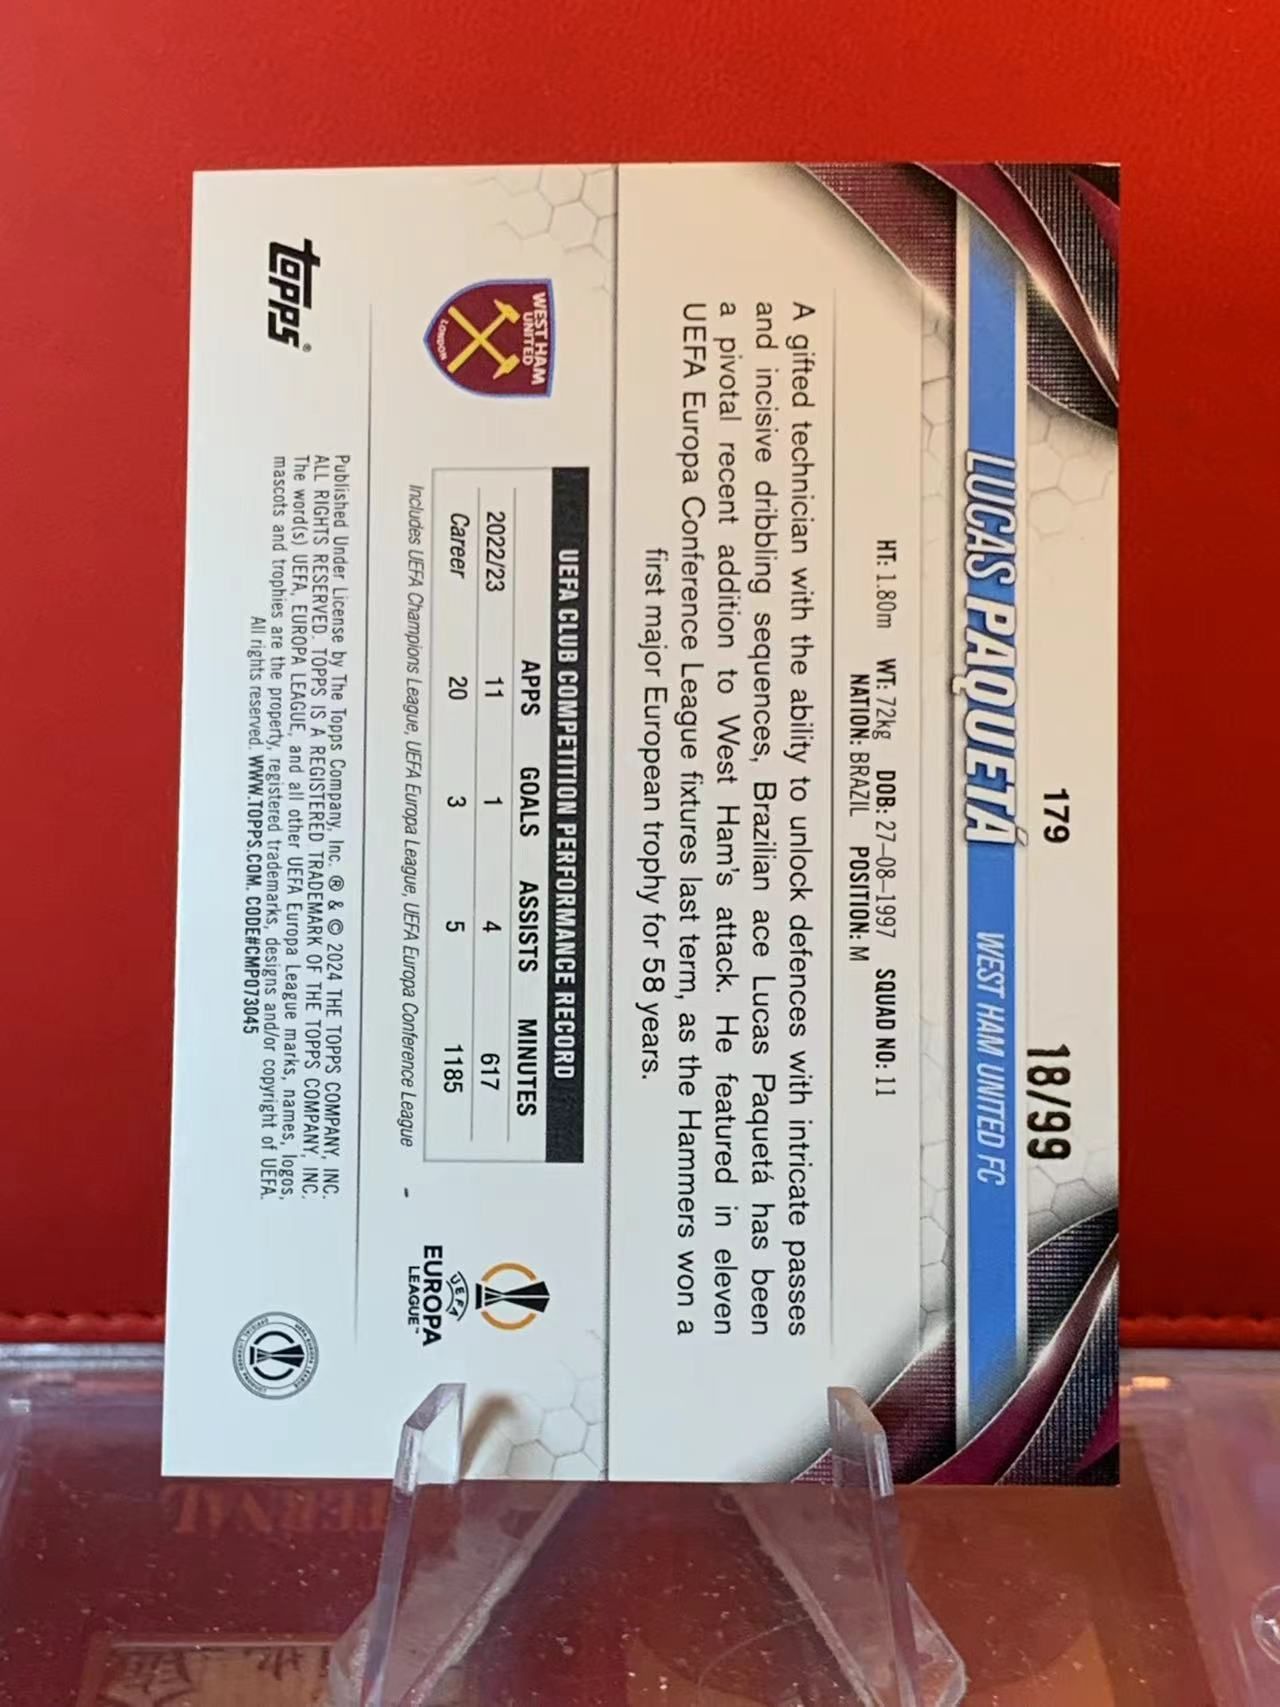 179
18/99
LUCAS PAQUETÁ WEST HAM UNITED FC
HT: 1.80m WT: 72kg DOB: 27–08–1997 SQUAD NO: 11
NATION: BRAZIL POSITION: M
A gifted technician with the ability to unlock defences with intricate passes
and incisive dribbling sequences, Brazilian ace Lucas Paquetá has been
a pivotal recent addition to West Ham's attack. He featured in eleven
UEFA Europa Conference League fixtures last term, as the Hammers won a
first major European trophy for 58 years.
WEST HAM
UNITED
LONDON
UEFA CLUB COMPETITION PERFORMANCE RECORD
APPS GOALS ASSISTS MINUTES
2022/23 11 1 4 617
Career 20 3 5 1185
Includes UEFA Champions League, UEFA Europa League, UEFA Europa Conference League
UEFA
EUROPA
LEAGUE™
topps®
Published Under License by The Topps Company, Inc. ® & © 2024 THE TOPPS COMPANY, INC.
ALL RIGHTS RESERVED. TOPPS IS A REGISTERED TRADEMARK OF THE TOPPS COMPANY, INC.
The word(s) UEFA, EUROPA LEAGUE, and all other UEFA Europa League marks, names, logos,
mascots and trophies are the property, registered trademarks, designs and/or copyright of UEFA.
All rights reserved. WWW.TOPPS.COM. CODE#CMP073045